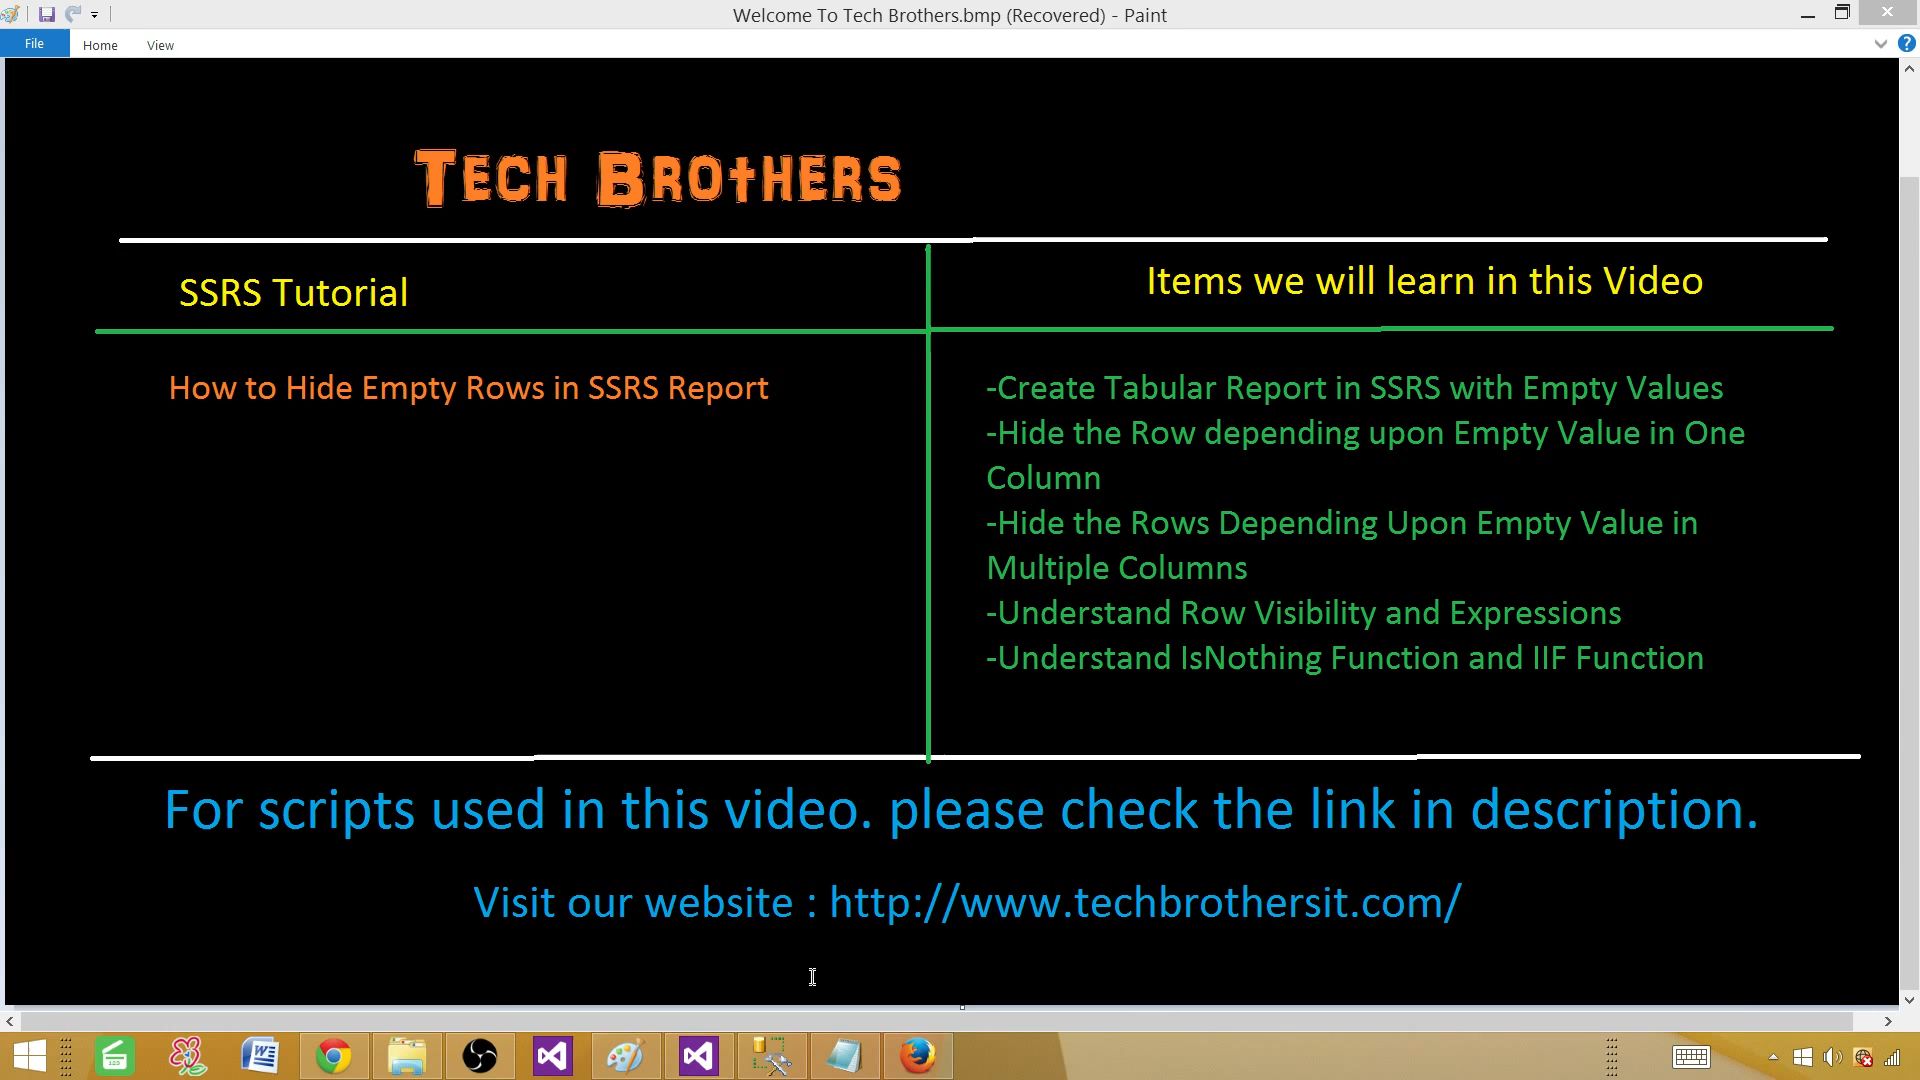 Welcome To Tech Brothers.bmp (Recovered) - Paint
File
Home
View
Tech Brothers
SSRS Tutorial
Items we will learn in this Video
How to Hide Empty Rows in SSRS Report
-Create Tabular Report in SSRS with Empty Values
-Hide the Row depending upon Empty Value in One
Column
-Hide the Rows Depending Upon Empty Value in
Multiple Columns
-Understand Row Visibility and Expressions
-Understand IsNothing Function and IIF Function
For scripts used in this video. please check the link in description.
Visit our website : http://www.techbrothersit.com/